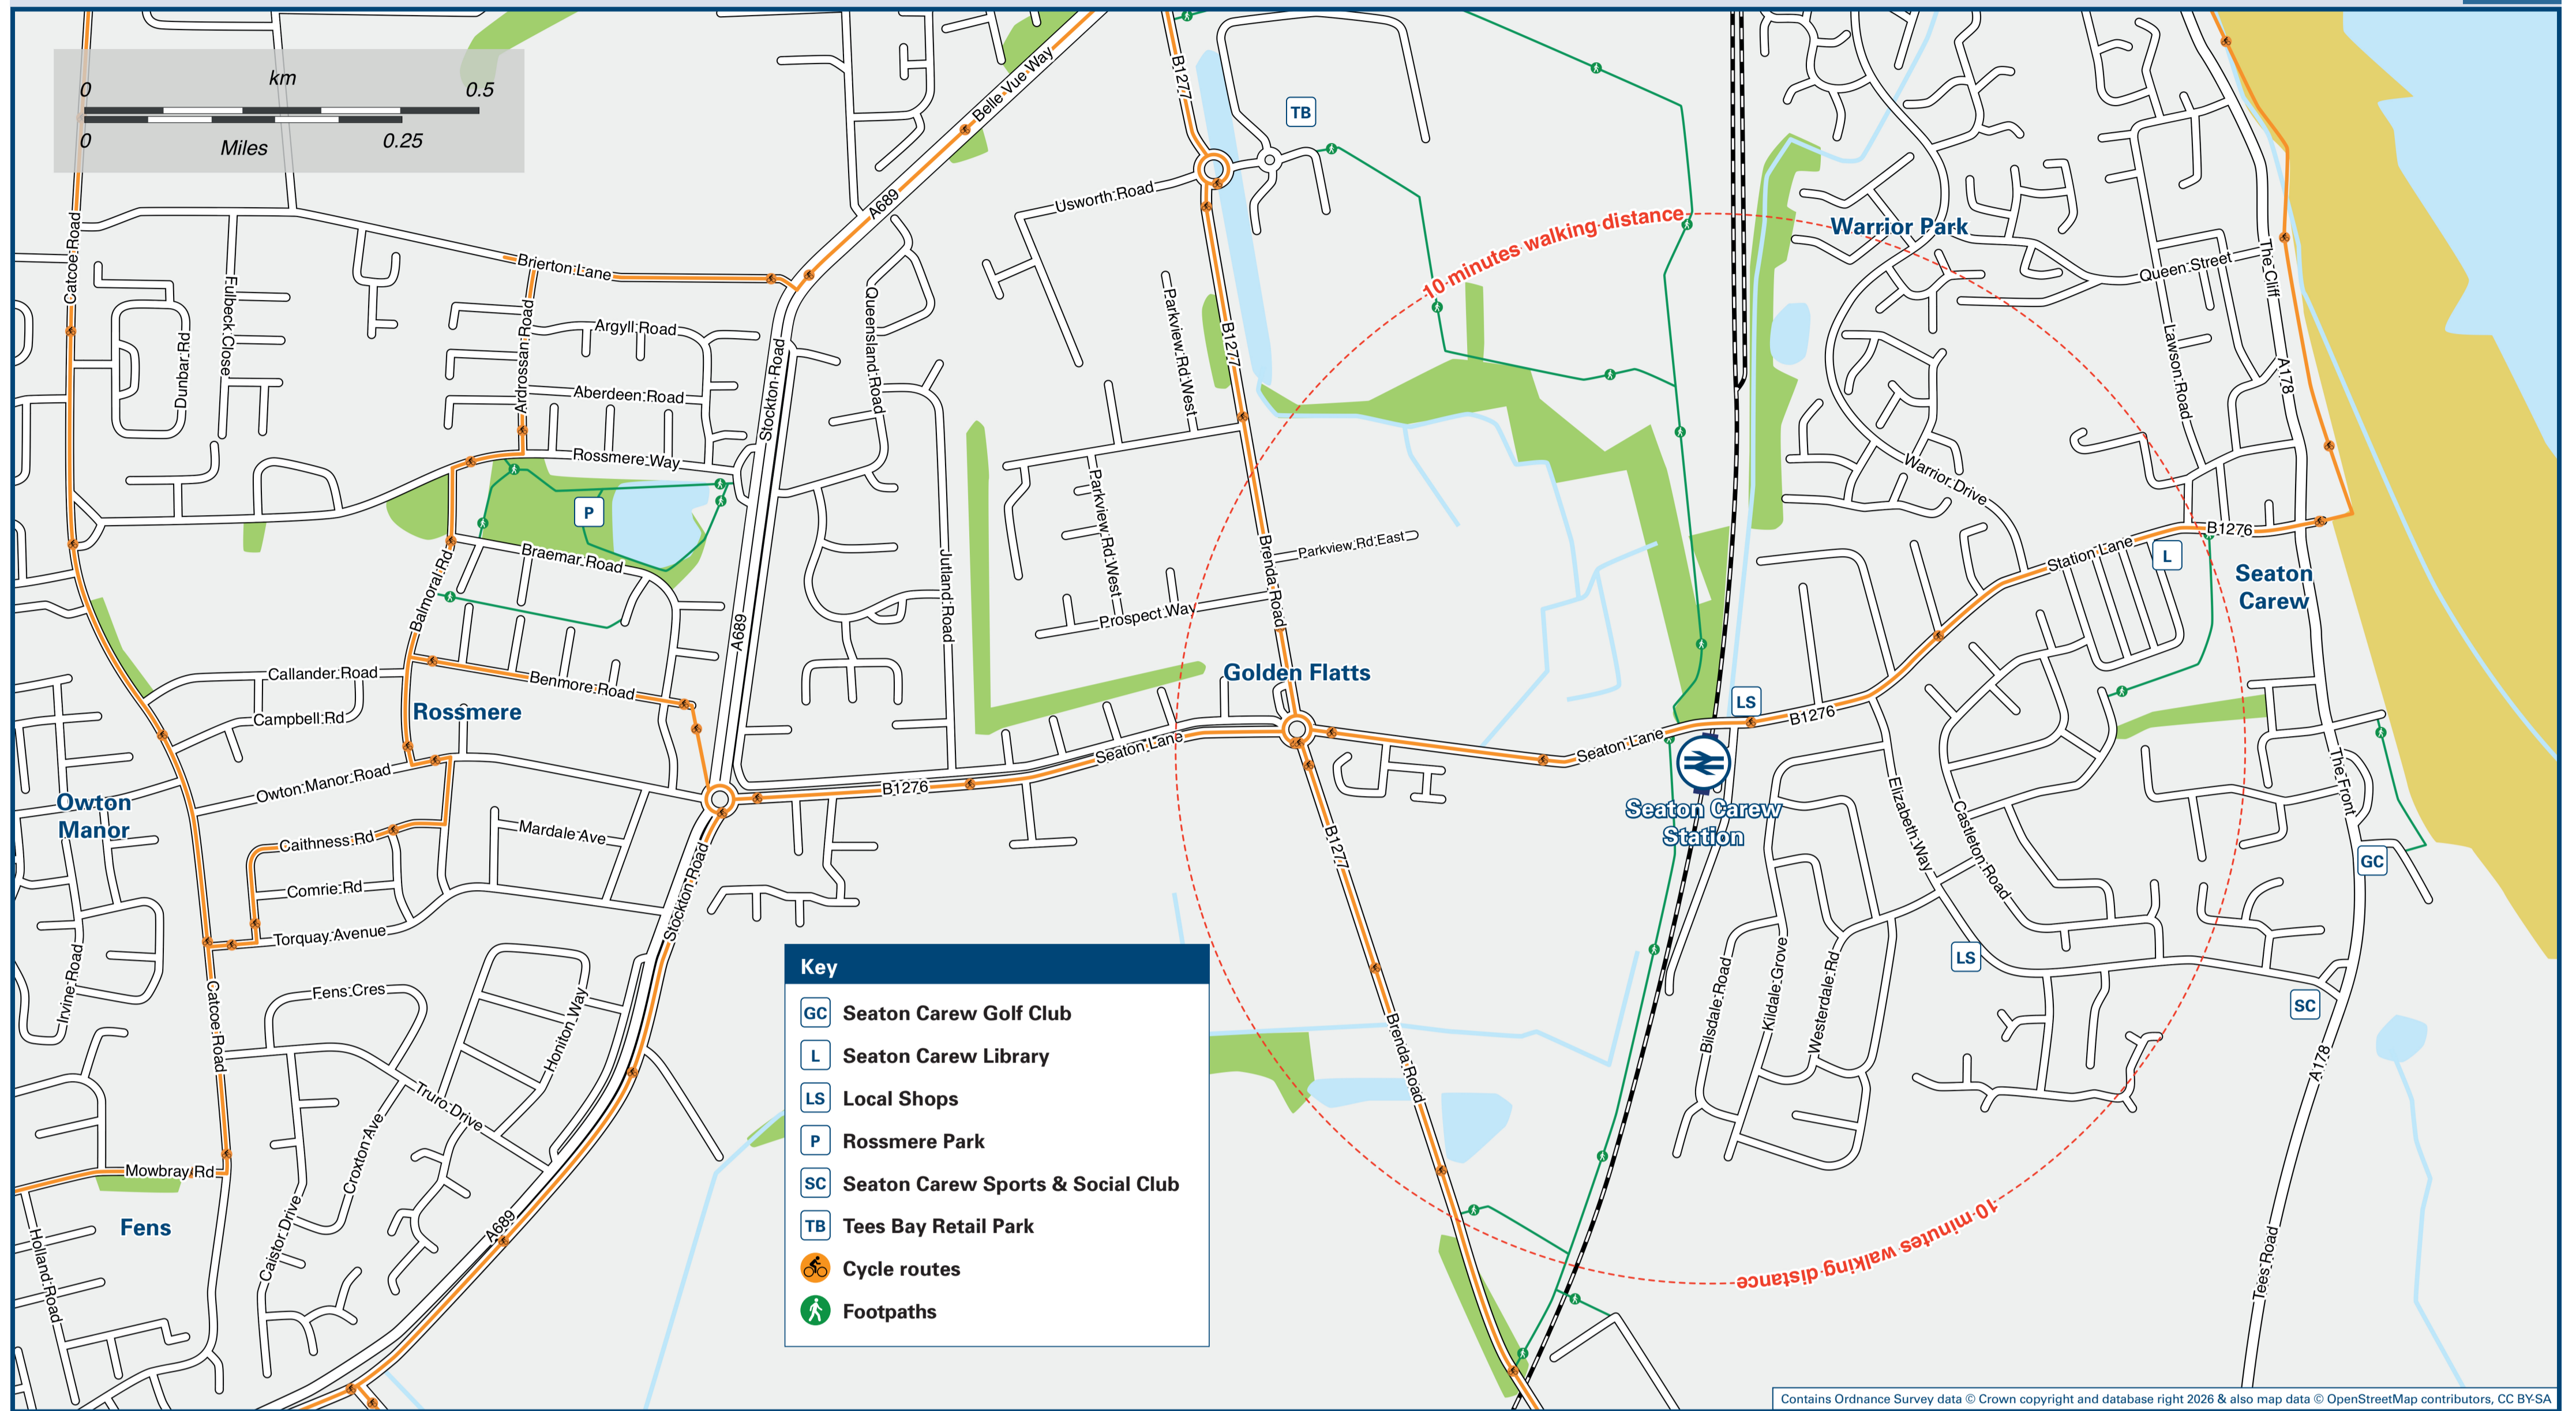 km
0
0.5
0
0.25
Miles
B1277
Belle Vue Way
TB
A689
Usworth Road
10 minutes walking distance
Warrior Park
Queen Street
The Cliff
Catcoe Road
Brierton Lane
Fulbeck Close
Dunbar Rd
Ardrossan Road
Argyll Road
Aberdeen Road
Stockton Road
Queensland Road
Parkview Rd West
B1277
Lawson Road
A178
Rossmere Way
Warrior Drive
P
Parkview Rd West
Braemar Road
Balmoral Rd
Jutland Road
Brenda Road
Parkview Rd East
Station Lane
B1276
L
Seaton
Carew
A689
Prospect Way
Callander Road
Campbell Rd
Benmore Road
Rossmere
Golden Flatts
LS
B1276
Seaton Lane
Seaton Lane
Owton Manor Road
B1276
Owton
Manor
Seaton Carew
Station
The Front
Elizabeth Way
Castleton Road
GC
Caithness Rd
Mardale Ave
Comrie Rd
Torquay Avenue
Stockton Road
B1277
Irvine Road
Catcoe Road
Fens Cres
Honiton Way
Truro Drive
Croxton Ave
Caistor Drive
Mowbray Rd
Fens
Holland Road
A689
Brenda Road
Bilsdale Road
Kildale Grove
Westerdale Rd
LS
SC
A178
Tees Road
10 minutes walking distance
Key
GC Seaton Carew Golf Club
L Seaton Carew Library
LS Local Shops
P Rossmere Park
SC Seaton Carew Sports & Social Club
TB Tees Bay Retail Park
Cycle routes
Footpaths
Contains Ordnance Survey data © Crown copyright and database right 2026 & also map data © OpenStreetMap contributors, CC BY-SA